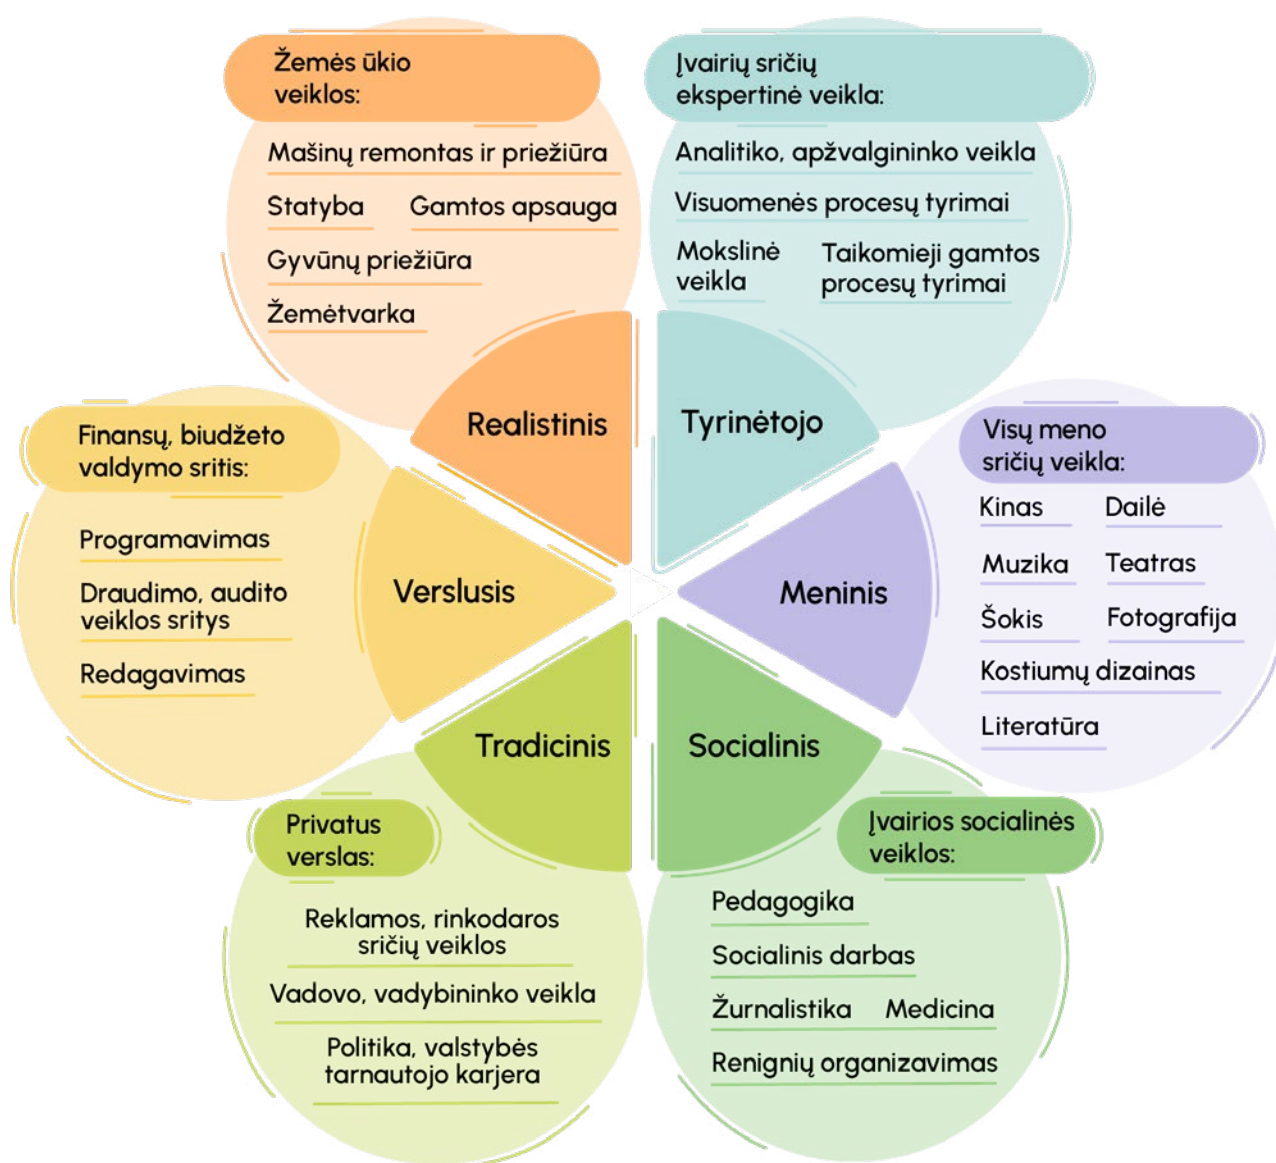 Žemės ūkio
veiklos:
Mašinų remontas ir priežiūra
Statyba Gamtos apsauga
Gyvūnų priežiūra
Žemėtvarka
Realistinis
Įvairių sričių
ekspertinė veikla:
Analitiko, apžvalgininko veikla
Visuomenės procesų tyrimai
Mokslinė
veikla
Taikomieji gamtos
procesų tyrimai
Tyrinėtojo
Finansų, biudžeto
valdymo sritis:
Programavimas
Draudimo, audito
veiklos sritys
Redagavimas
Verslusis
Visų meno
sričių veikla:
Kinas Dailė
Muzika Teatras
Šokis Fotografija
Kostiumų dizainas
Literatūra
Meninis
Tradicinis
Privatus
verslas:
Reklamos, rinkodaros
sričių veiklos
Vadovo, vadybininko veikla
Politika, valstybės
tarnautojo karjera
Socialinis
Įvairios socialinės
veiklos:
Pedagogika
Socialinis darbas
Žurnalistika Medicina
Renignių organizavimas